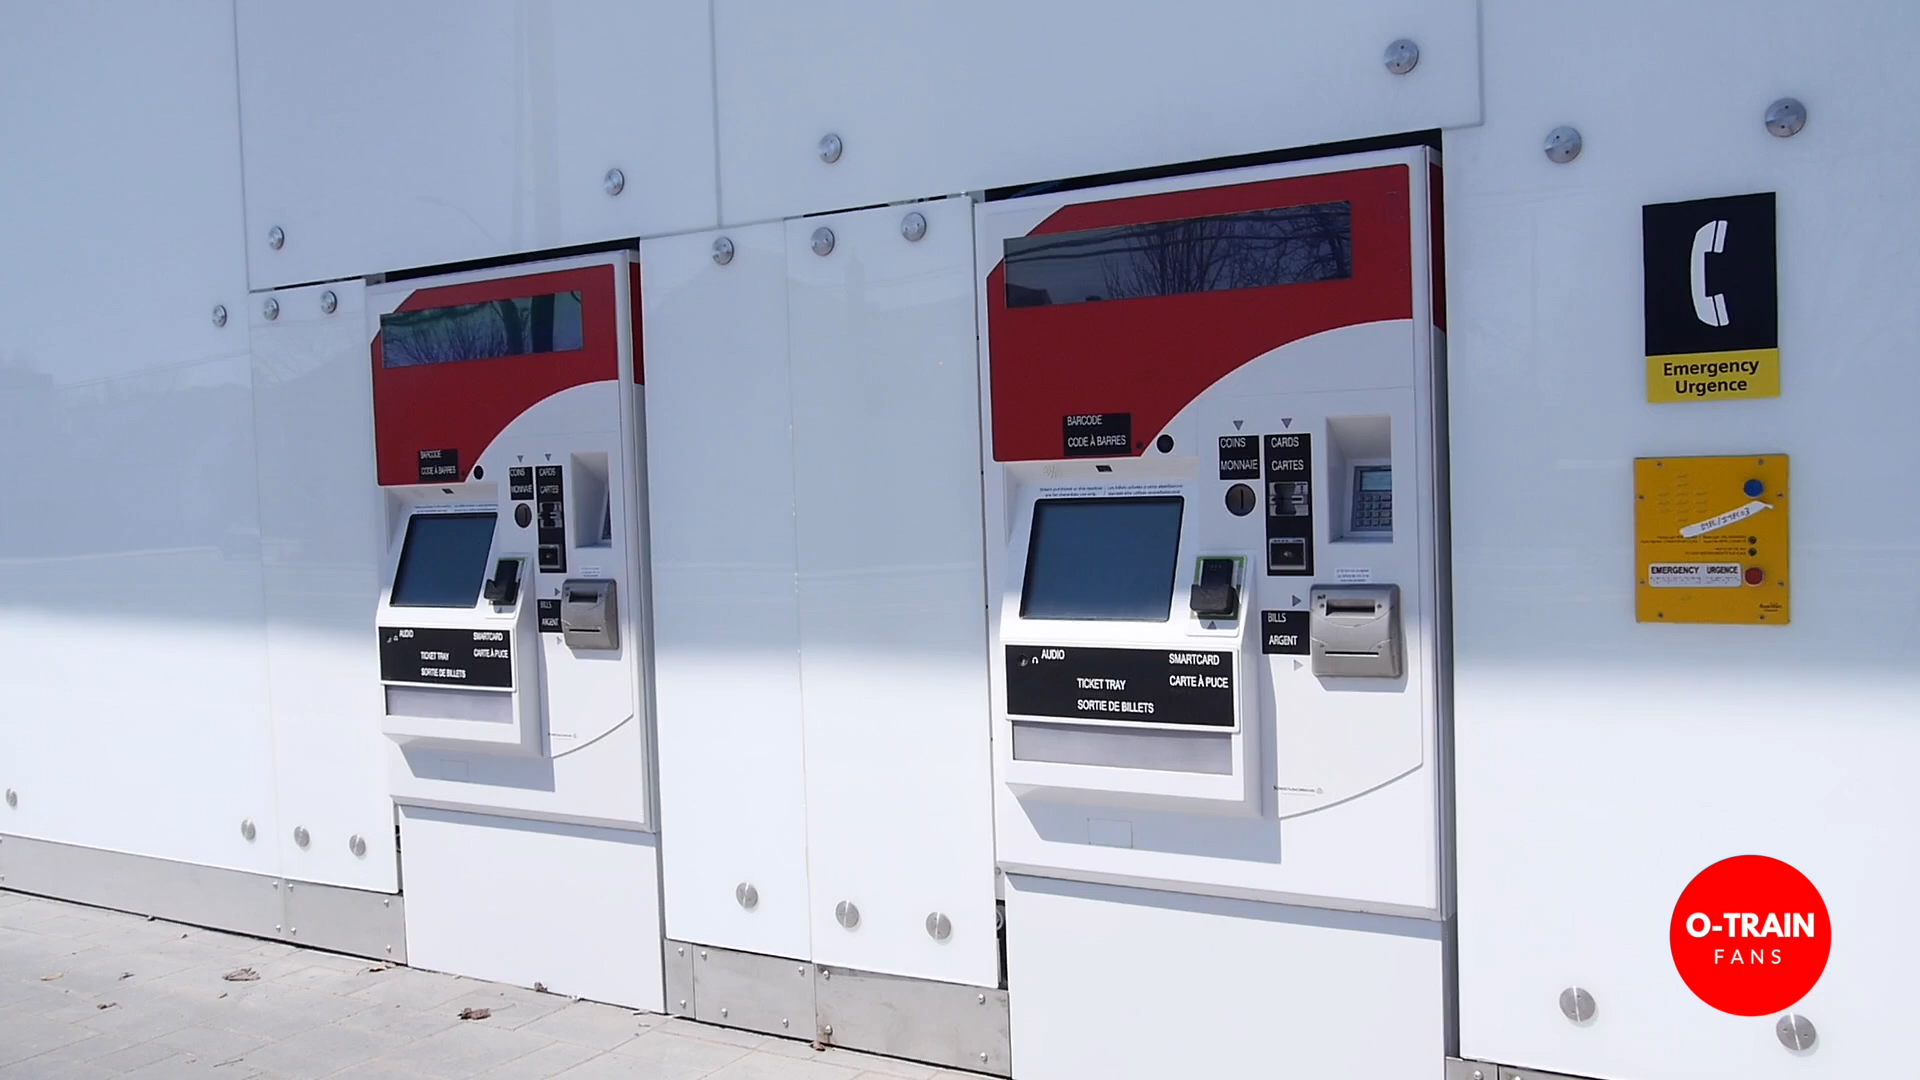 BARCODE
CODE À BARRES
COINS
MONNAIE
CARDS
CARTES
BILLS
ARGENT
AUDIO
SMARTCARD
CARTE À PUCE
TICKET TRAY
SORTIE DE BILLETS
BARCODE
CODE À BARRES
COINS
MONNAIE
CARDS
CARTES
BILLS
ARGENT
AUDIO
SMARTCARD
CARTE À PUCE
TICKET TRAY
SORTIE DE BILLETS
Emergency
Urgence
EMERGENCY URGENCE
O-TRAIN
FANS